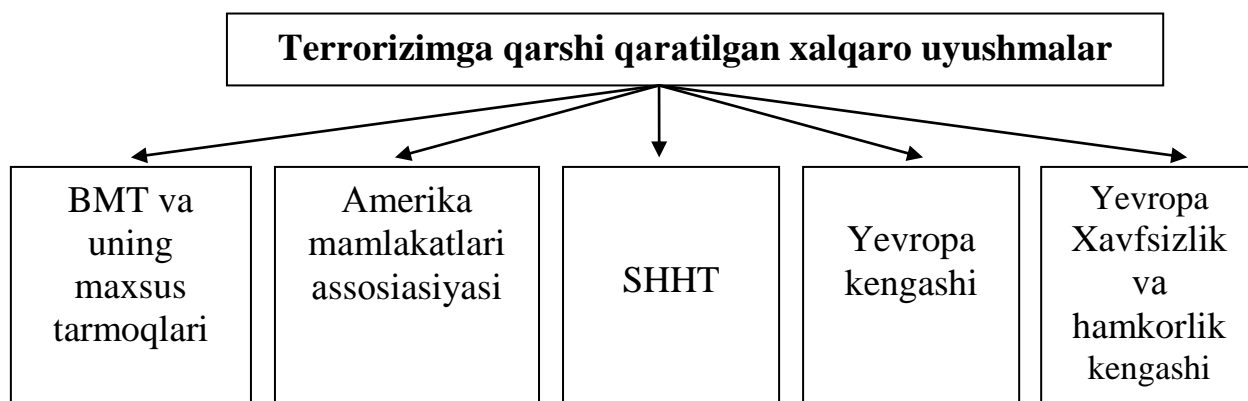 Terrorizimga qarshi qaratilgan xalqaro uyushmalar
BMT va
uning
maxsus
tarmoqlari
Amerika
mamlakatlari
assosiasiyasi
SHHT
Yevropa
kengashi
Yevropa
Xavfsizlik
va
hamkorlik
kengashi